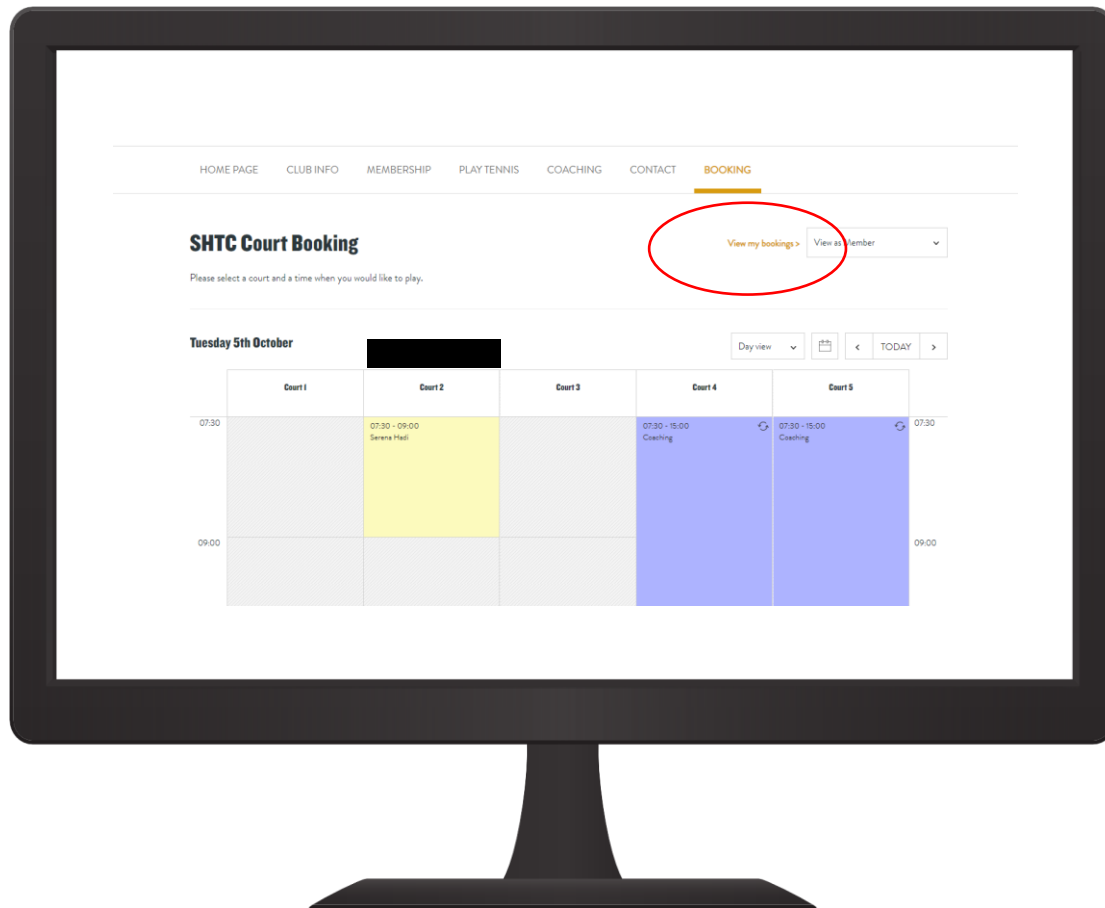 HOME PAGE CLUB INFO MEMBERSHIP PLAY TENNIS COACHING CONTACT BOOKING
SHTC Court Booking
View my bookings > View as Member
Please select a court and a time when you would like to play.
Tuesday 5th October
Day view < TODAY >
Court 1 Court 2 Court 3 Court 4 Court 5
07:30 07:30 - 09:00 07:30 - 15:00 07:30 - 15:00 07:30
Serena Hadi Coaching Coaching
09:00 09:00